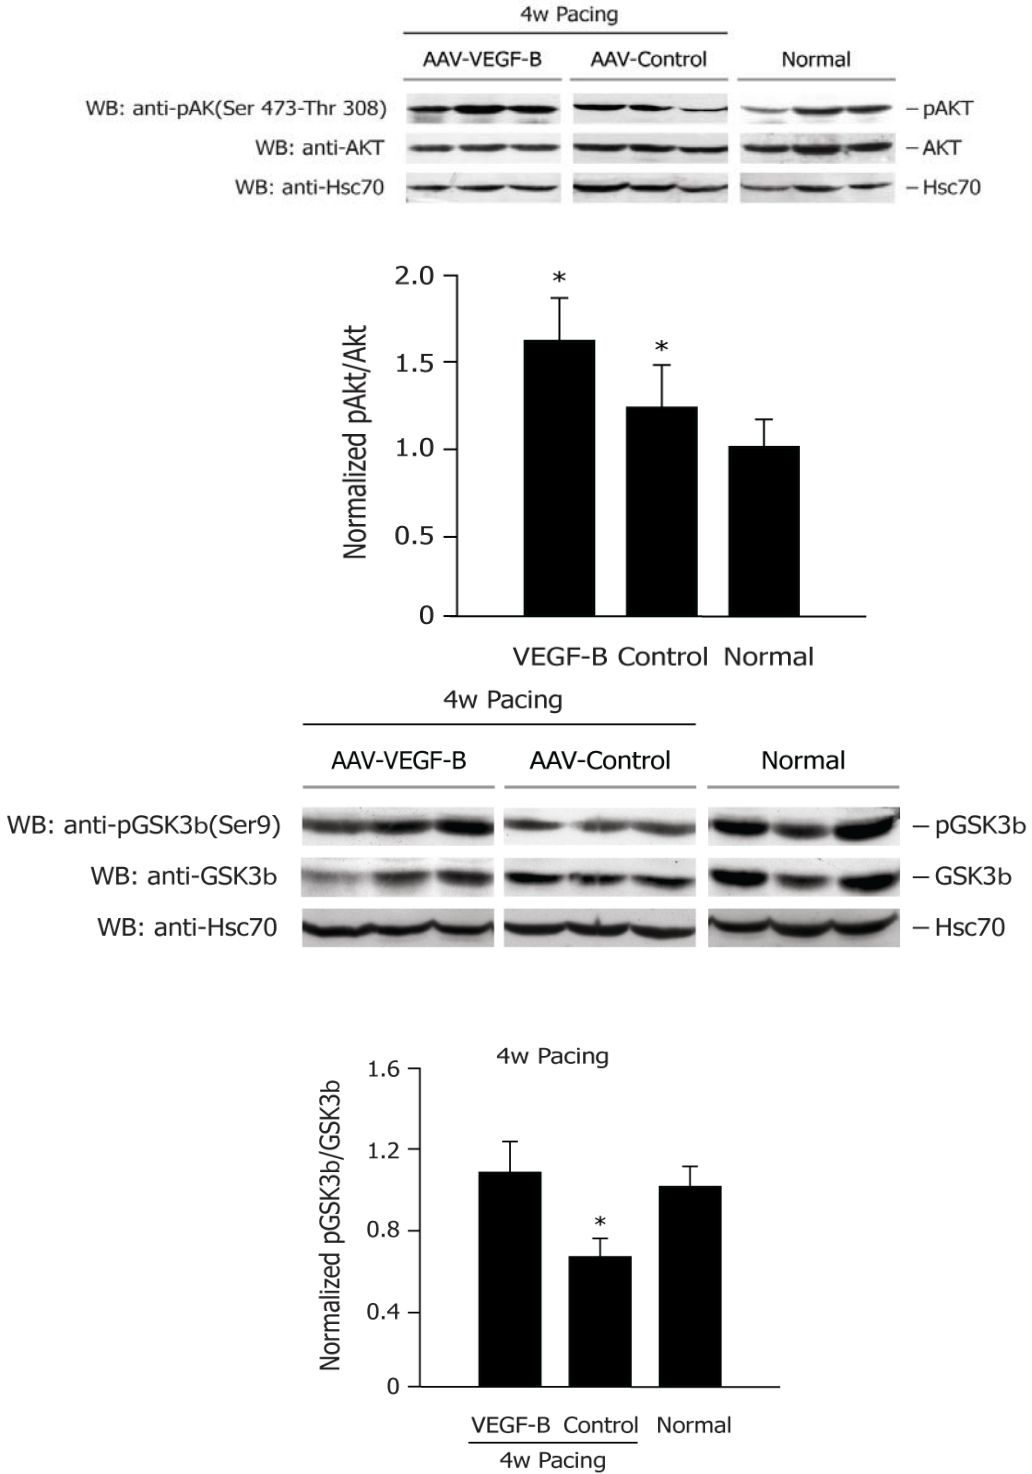 4w Pacing
AAV-VEGF-B AAV-Control Normal
WB: anti-pAK(Ser 473-Thr 308) – pAKT
WB: anti-AKT – AKT
WB: anti-Hsc70 – Hsc70
2.0
1.5
1.0
0.5
0
Normalized pAkt/Akt
*
*
VEGF-B Control Normal
4w Pacing
AAV-VEGF-B AAV-Control Normal
WB: anti-pGSK3b(Ser9) – pGSK3b
WB: anti-GSK3b – GSK3b
WB: anti-Hsc70 – Hsc70
4w Pacing
1.6
1.2
0.8
0.4
0
Normalized pGSK3b/GSK3b
*
VEGF-B Control Normal
4w Pacing